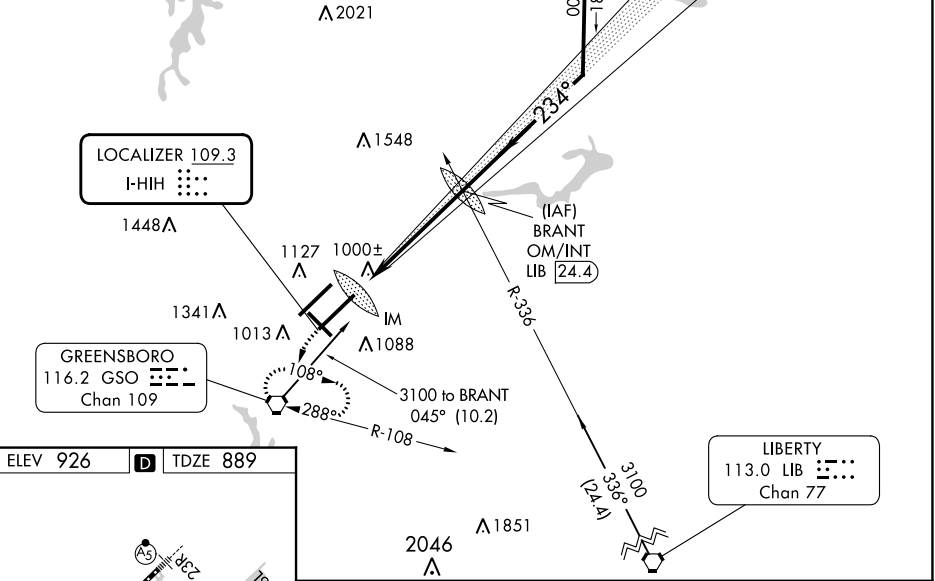 2021
00
18
234°
1548
LOCALIZER 109.3
I-HIH
(IAF)
BRANT
OM/INT
LIB 24.4
1448
1127
1000±
R-336
IM
1341
1013
1088
GREENSBORO
116.2 GSO
Chan 109
108°
3100 to BRANT
045° (10.2)
288°
R-108
3100
336°
(24.4)
LIBERTY
113.0 LIB
Chan 77
ELEV 926
D
TDZE 889
1851
2046
A5
23R